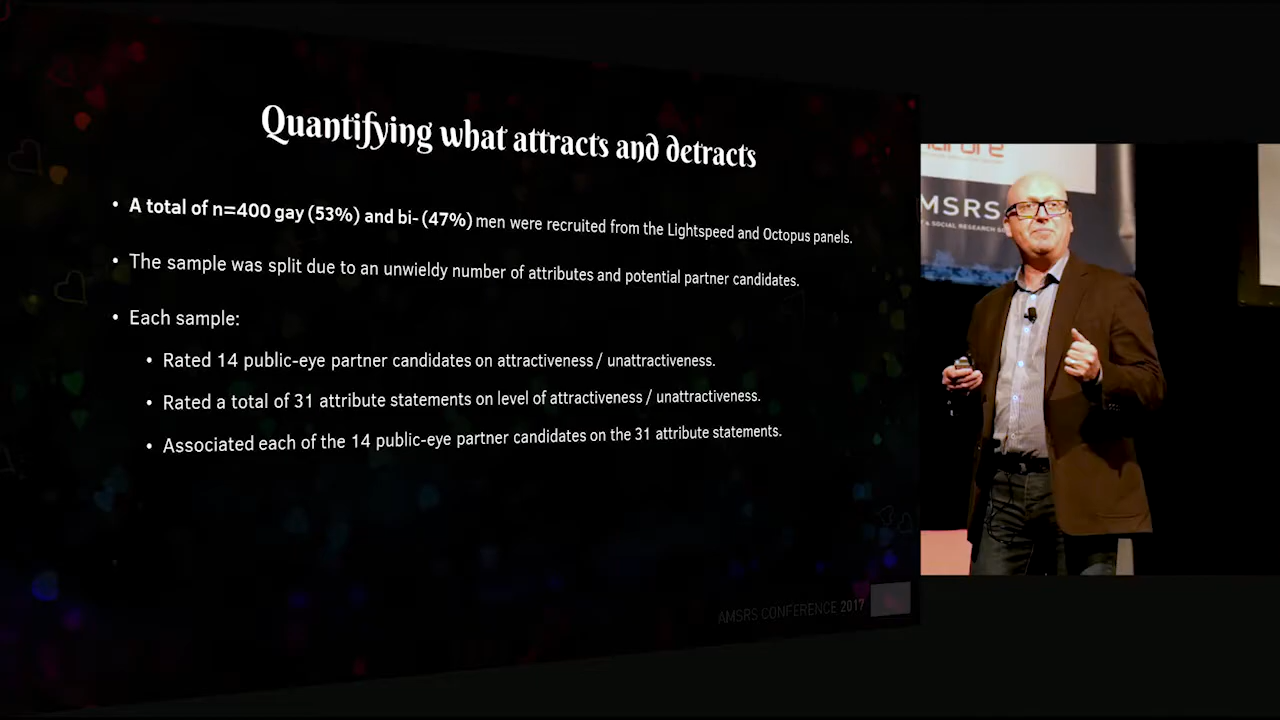 Quantifying what attracts and detracts
• A total of n=400 gay (53%) and bi- (47%) men were recruited from the Lightspeed and Octopus panels.
• The sample was split due to an unwieldy number of attributes and potential partner candidates.
• Each sample:
• Rated 14 public-eye partner candidates on attractiveness / unattractiveness.
• Rated a total of 31 attribute statements on level of attractiveness / unattractiveness.
• Associated each of the 14 public-eye partner candidates on the 31 attribute statements.
AMSRS CONFERENCE 2017
MSRS
& SOCIAL RESEARCH